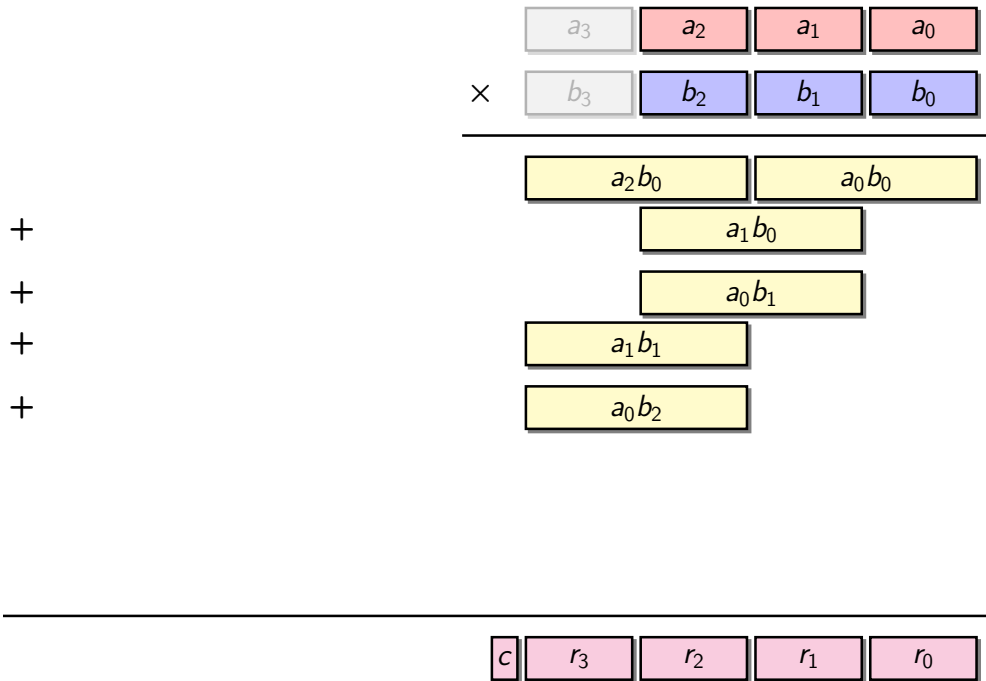 a₃ a₂ a₁ a₀
× b₃ b₂ b₁ b₀
a₂b₀ a₀b₀
+ a₁b₀
+ a₀b₁
+ a₁b₁
+ a₀b₂
c r₃ r₂ r₁ r₀